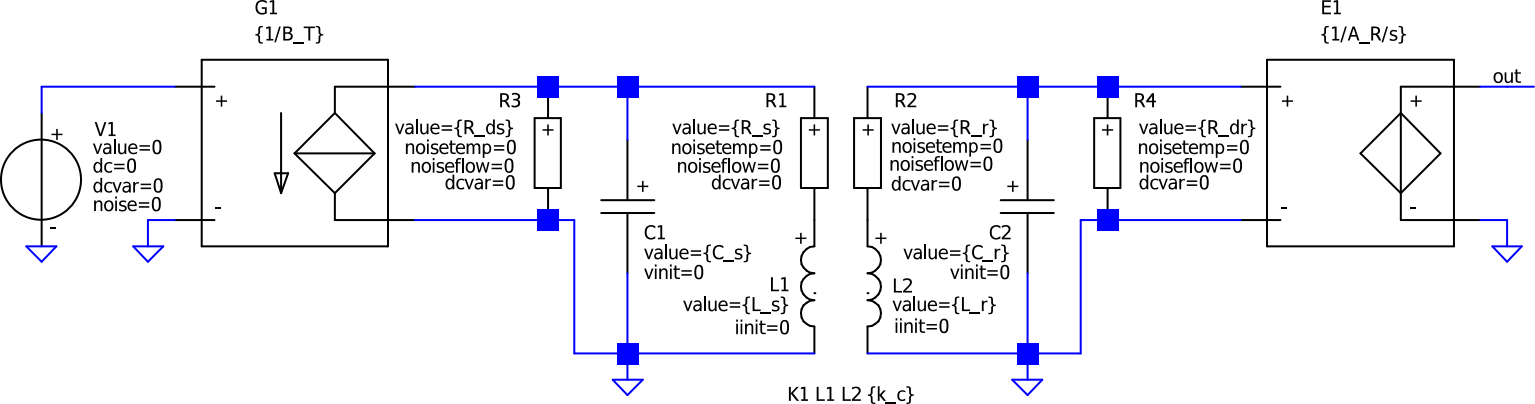 G1
{1/B_T}
E1
{1/A_R/s}
out
+
+
+
-
-
-
-
+
V1
value=0
dc=0
dcvar=0
noise=0
R3
value={R_ds}
noisetemp=0
noiseflow=0
dcvar=0
+
R1
value={R_s}
noisetemp=0
noiseflow=0
dcvar=0
+
R2
value={R_r}
noisetemp=0
noiseflow=0
dcvar=0
+
R4
value={R_dr}
noisetemp=0
noiseflow=0
dcvar=0
+
+
C1
value={C_s}
vinit=0
+
L1
value={L_s}
iinit=0
+
L2
value={L_r}
iinit=0
+
C2
value={C_r}
vinit=0
K1 L1 L2 {k_c}